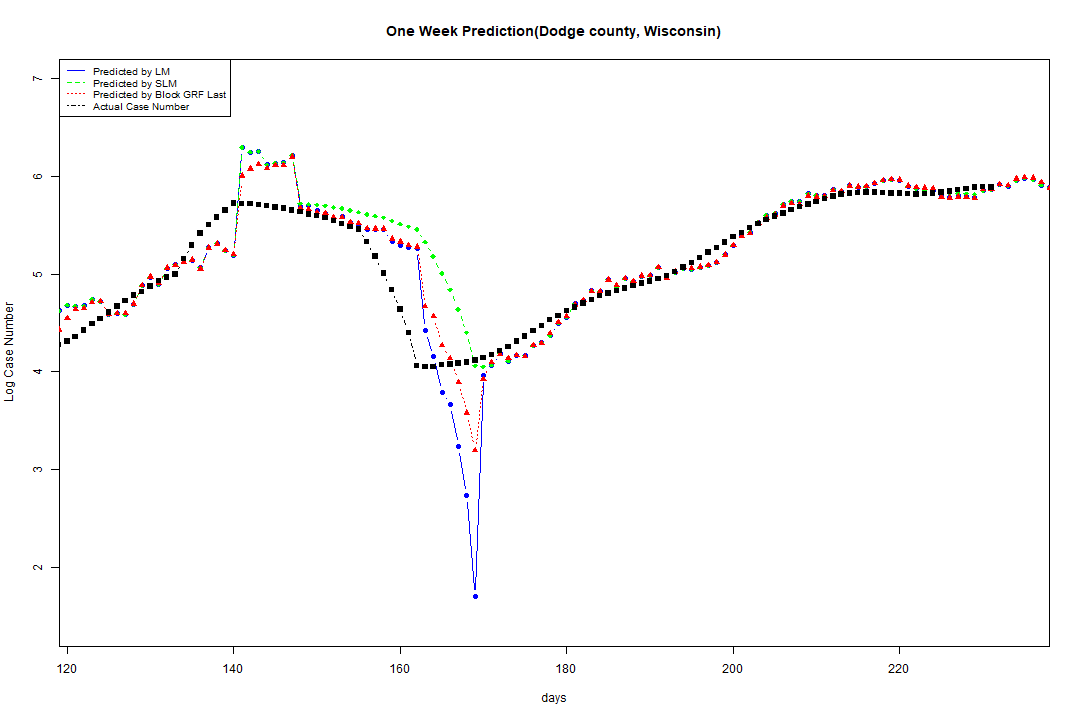 One Week Prediction(Dodge county, Wisconsin)
Predicted by LM
Predicted by SLM
Predicted by Block GRF Last
Actual Case Number
7
6
5
4
3
2
Log Case Number
120 140 160 180 200 220
days